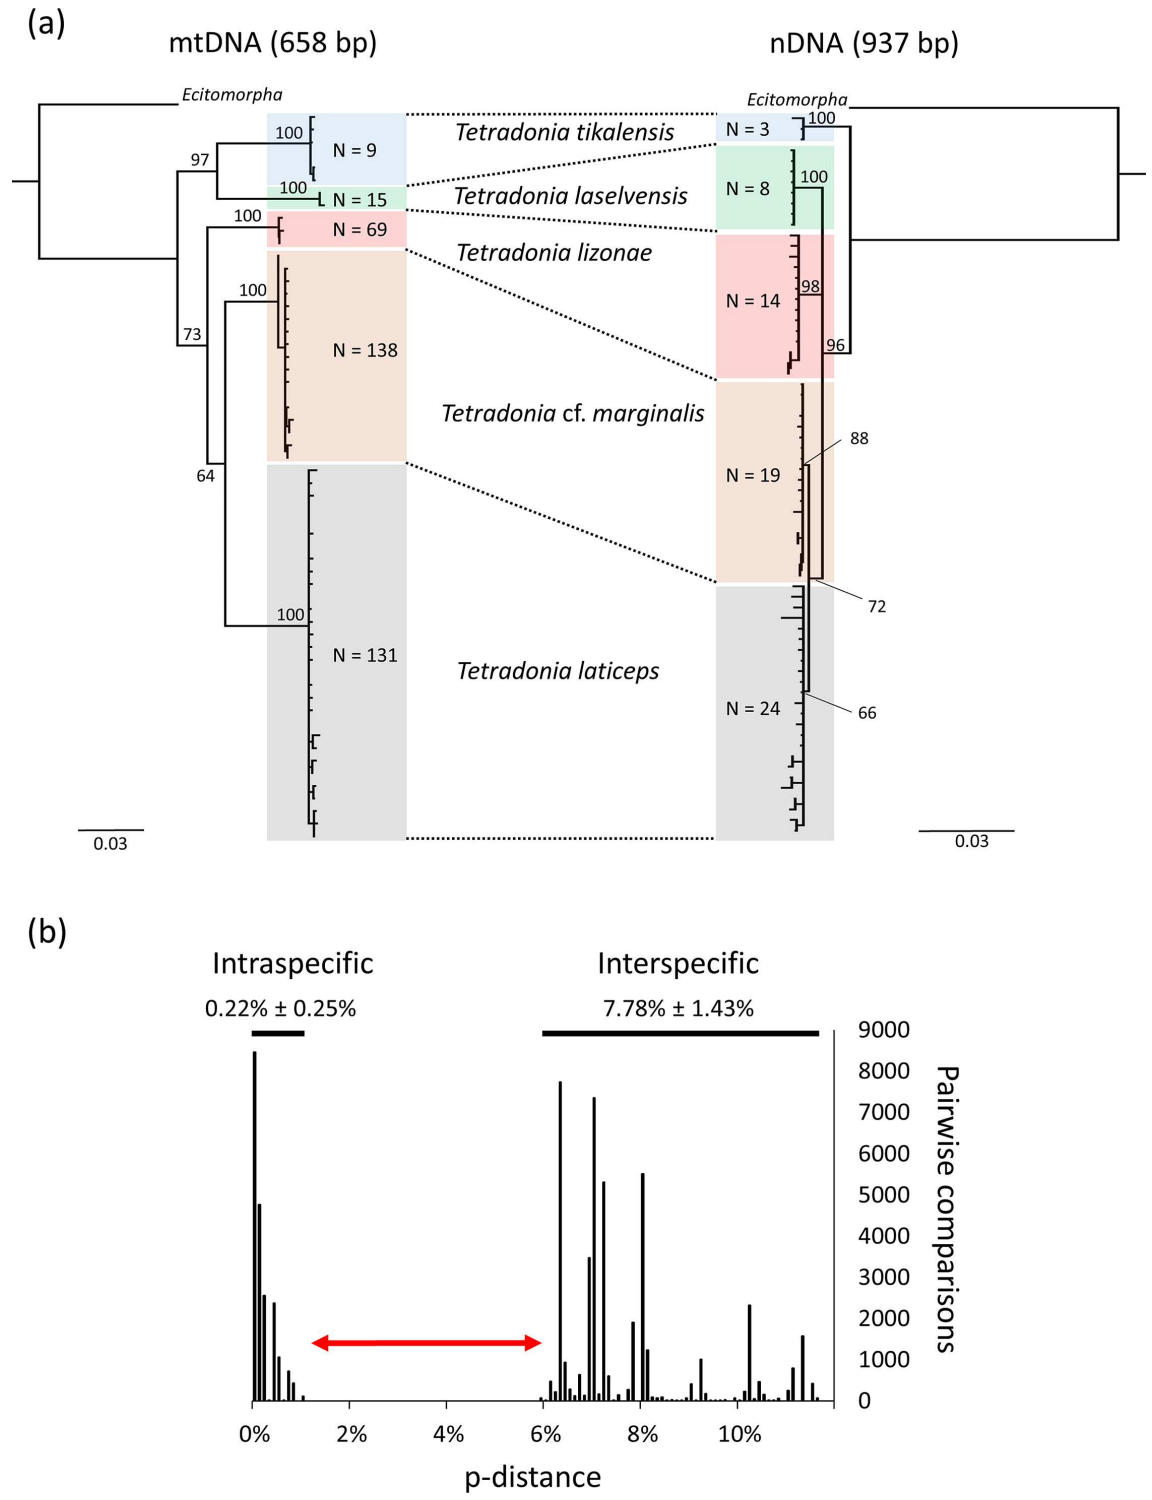 (a)
mtDNA (658 bp)
nDNA (937 bp)
Ecitomorpha
Ecitomorpha
100
N = 9
Tetradonia tikalensis
N = 3
100
97
100
N = 15
Tetradonia laselvensis
N = 8
100
100
N = 69
Tetradonia lizonae
N = 14
98
96
100
73
N = 138
Tetradonia cf. marginalis
N = 19
88
64
72
100
N = 131
Tetradonia laticeps
N = 24
66
0.03
0.03
(b)
Intraspecific
Interspecific
0.22% ± 0.25%
7.78% ± 1.43%
9000
8000
7000
6000
5000
4000
3000
2000
1000
0
Pairwise comparisons
0%
2%
4%
6%
8%
10%
p-distance